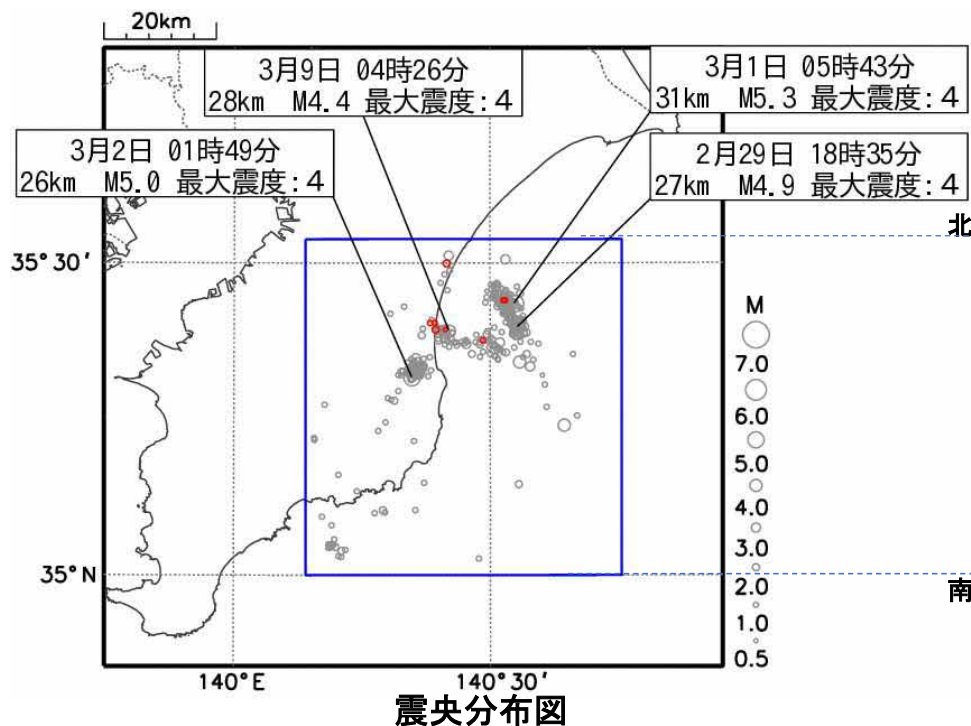 20km
3月9日 04時26分
28km M4.4 最大震度:4
3月1日 05時43分
31km M5.3 最大震度:4
3月2日 01時49分
26km M5.0 最大震度:4
2月29日 18時35分
27km M4.9 最大震度:4
北
35°30′
M
7.0
6.0
5.0
4.0
3.0
2.0
1.0
0.5
35°N
南
140°E
140°30′
震央分布図